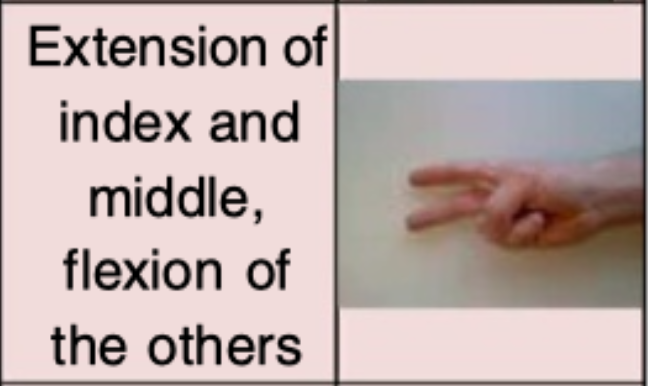 Extension of
index and
middle,
flexion of
the others